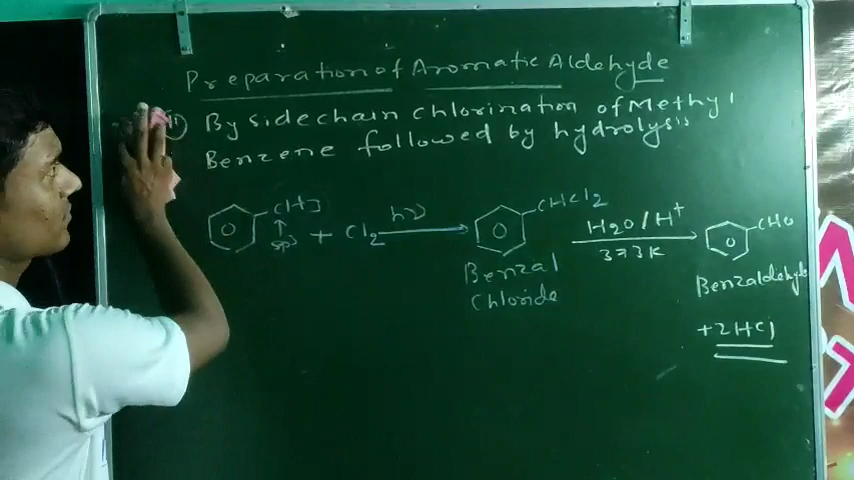 Preparation of Aromatic Aldehyde
By sidechain Chlorination of Methyl
Benzene followed by hydrolysis
CH3 + Cl2 hν CHCl2 H2O/H+ CHO
sp3 373K
Benzal Chloride
Benzaldehyde
+2HCl